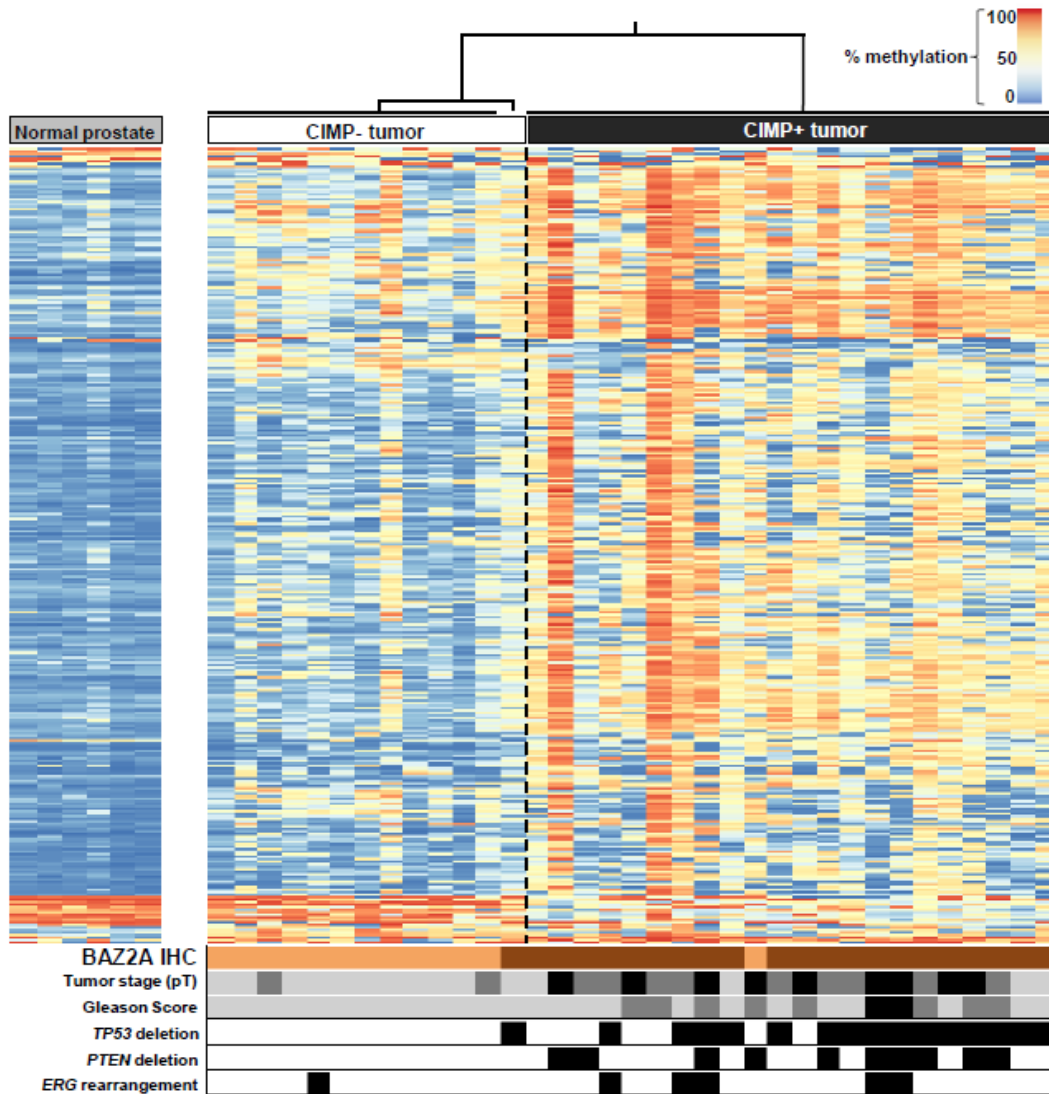 100
% methylation
50
0
Normal prostate
CIMP- tumor
CIMP+ tumor
BAZ2A IHC
Tumor stage (pT)
Gleason Score
TP53 deletion
PTEN deletion
ERG rearrangement